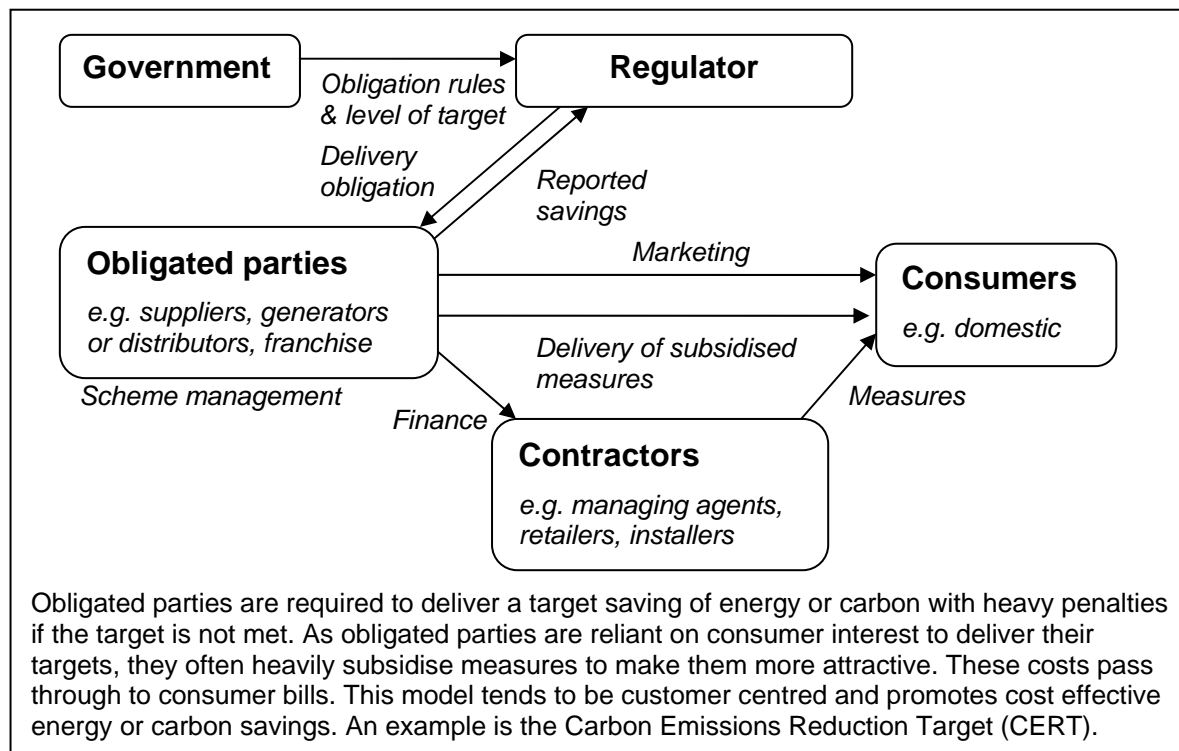 Government
Regulator
Obligation rules
& level of target
Delivery
obligation
Reported
savings
Obligated parties
e.g. suppliers, generators
or distributors, franchise
Marketing
Consumers
e.g. domestic
Delivery of subsidised
measures
Scheme management
Finance
Measures
Contractors
e.g. managing agents,
retailers, installers
Obligated parties are required to deliver a target saving of energy or carbon with heavy penalties
if the target is not met. As obligated parties are reliant on consumer interest to deliver their
targets, they often heavily subsidise measures to make them more attractive. These costs pass
through to consumer bills. This model tends to be customer centred and promotes cost effective
energy or carbon savings. An example is the Carbon Emissions Reduction Target (CERT).